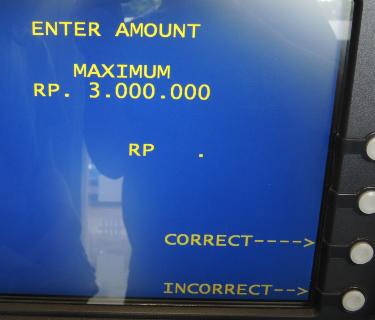 ENTER AMOUNT
MAXIMUM
RP. 3.000.000
RP .
CORRECT---->
INCORRECT-->